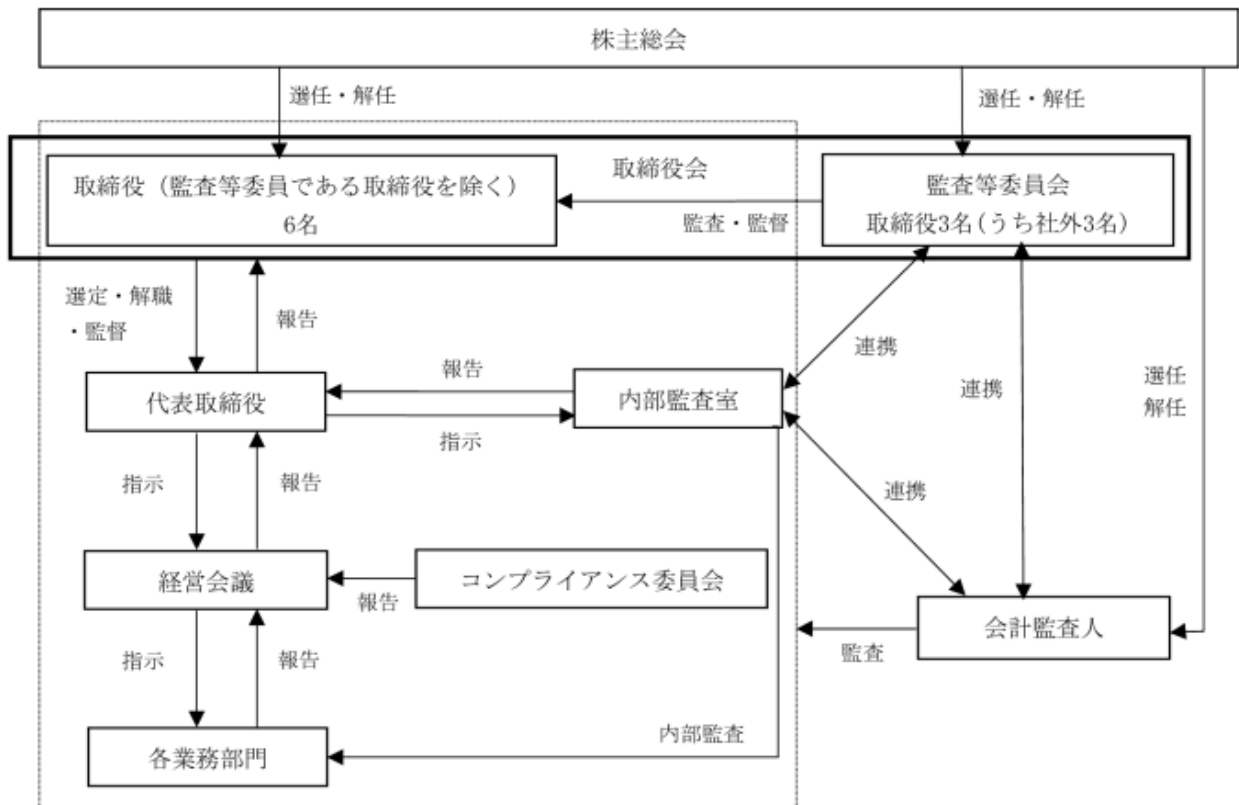 株主総会
選任・解任
選任・解任
取締役会
取締役（監査等委員である取締役を除く）
6名
監査等委員会
取締役3名(うち社外3名)
監査・監督
選定・解職
・監督
報告
連携
連携
選任
解任
代表取締役
報告
指示
内部監査室
指示
報告
連携
経営会議
報告
コンプライアンス委員会
会計監査人
監査
指示
報告
内部監査
各業務部門